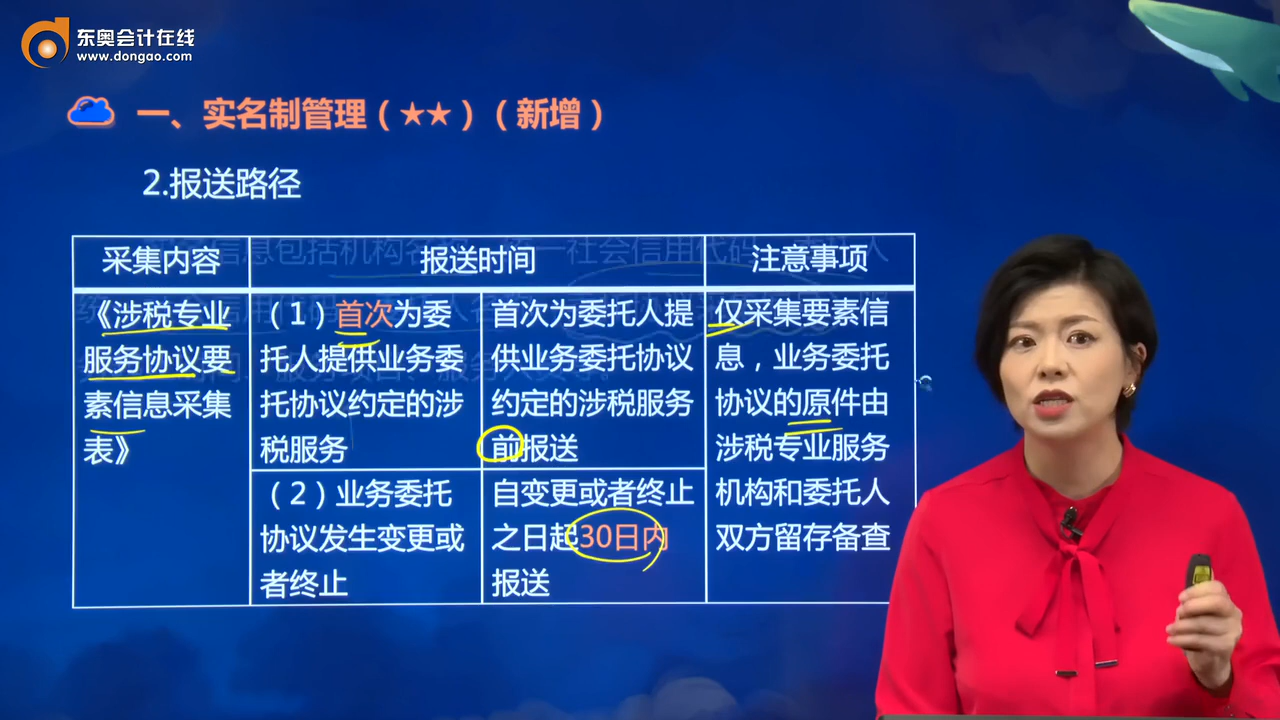 东奥会计在线
www.dongao.com
一、实名制管理（★★）（新增）
2.报送路径
采集内容
报送时间
注意事项
《涉税专业
服务协议要
素信息采集
表》
（1）首次为委
托人提供业务委
托协议约定的涉
税服务
首次为委托人提
供业务委托协议
约定的涉税服务
前报送
仅采集要素信
息，业务委托
协议的原件由
涉税专业服务
机构和委托人
双方留存备查
（2）业务委托
协议发生变更或
者终止
自变更或者终止
之日起30日内
报送